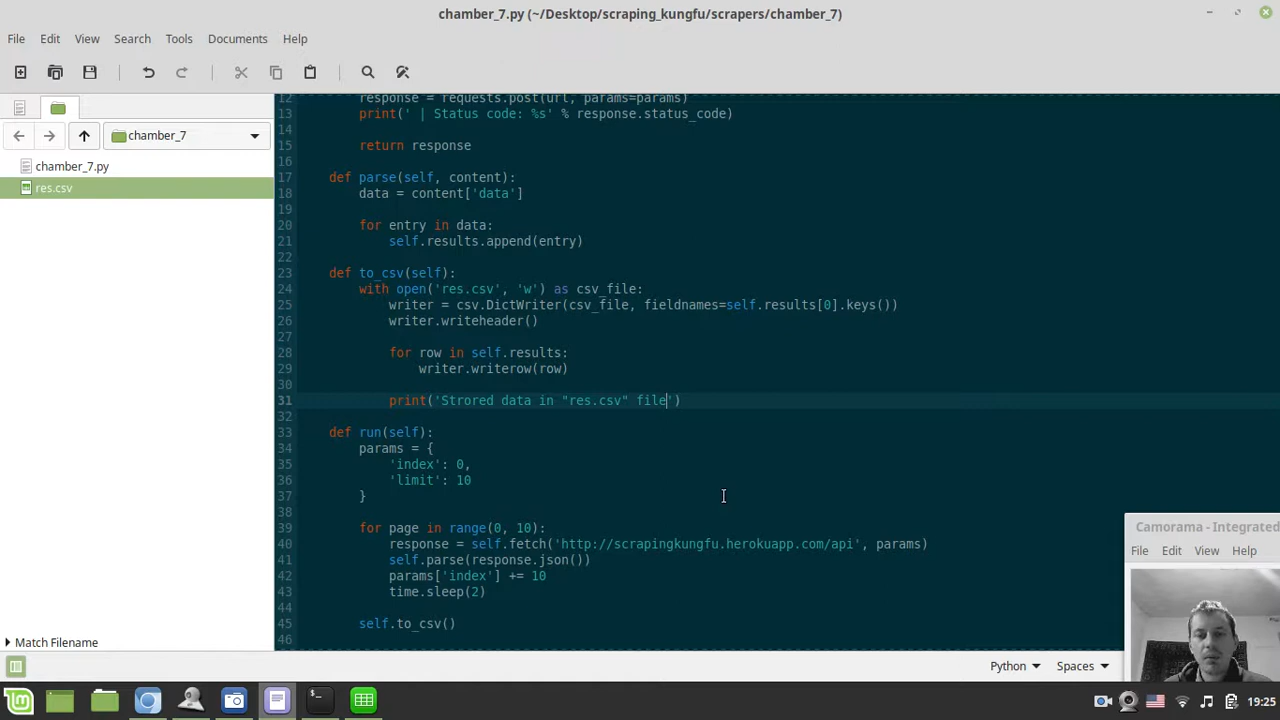 chamber_7.py (~/Desktop/scraping_kungfu/scrapers/chamber_7)
File Edit View Search Tools Documents Help
chamber_7
chamber_7.py
res.csv
12 response = requests.post(url, params=params)
13 print(' | Status code: %s' % response.status_code)
14
15 return response
16
17 def parse(self, content):
18 data = content['data']
19
20 for entry in data:
21 self.results.append(entry)
22
23 def to_csv(self):
24 with open('res.csv', 'w') as csv_file:
25 writer = csv.DictWriter(csv_file, fieldnames=self.results[0].keys())
26 writer.writeheader()
27
28 for row in self.results:
29 writer.writerow(row)
30
31 print('Strored data in "res.csv" file')
32
33 def run(self):
34 params = {
35 'index': 0,
36 'limit': 10
37 }
38
39 for page in range(0, 10):
40 response = self.fetch('http://scrapingkungfu.herokuapp.com/api', params)
41 self.parse(response.json())
42 params['index'] += 10
43 time.sleep(2)
44
45 self.to_csv()
46
Camorama - Integrated
File Edit View Help
Match Filename
Python Spaces
19:25